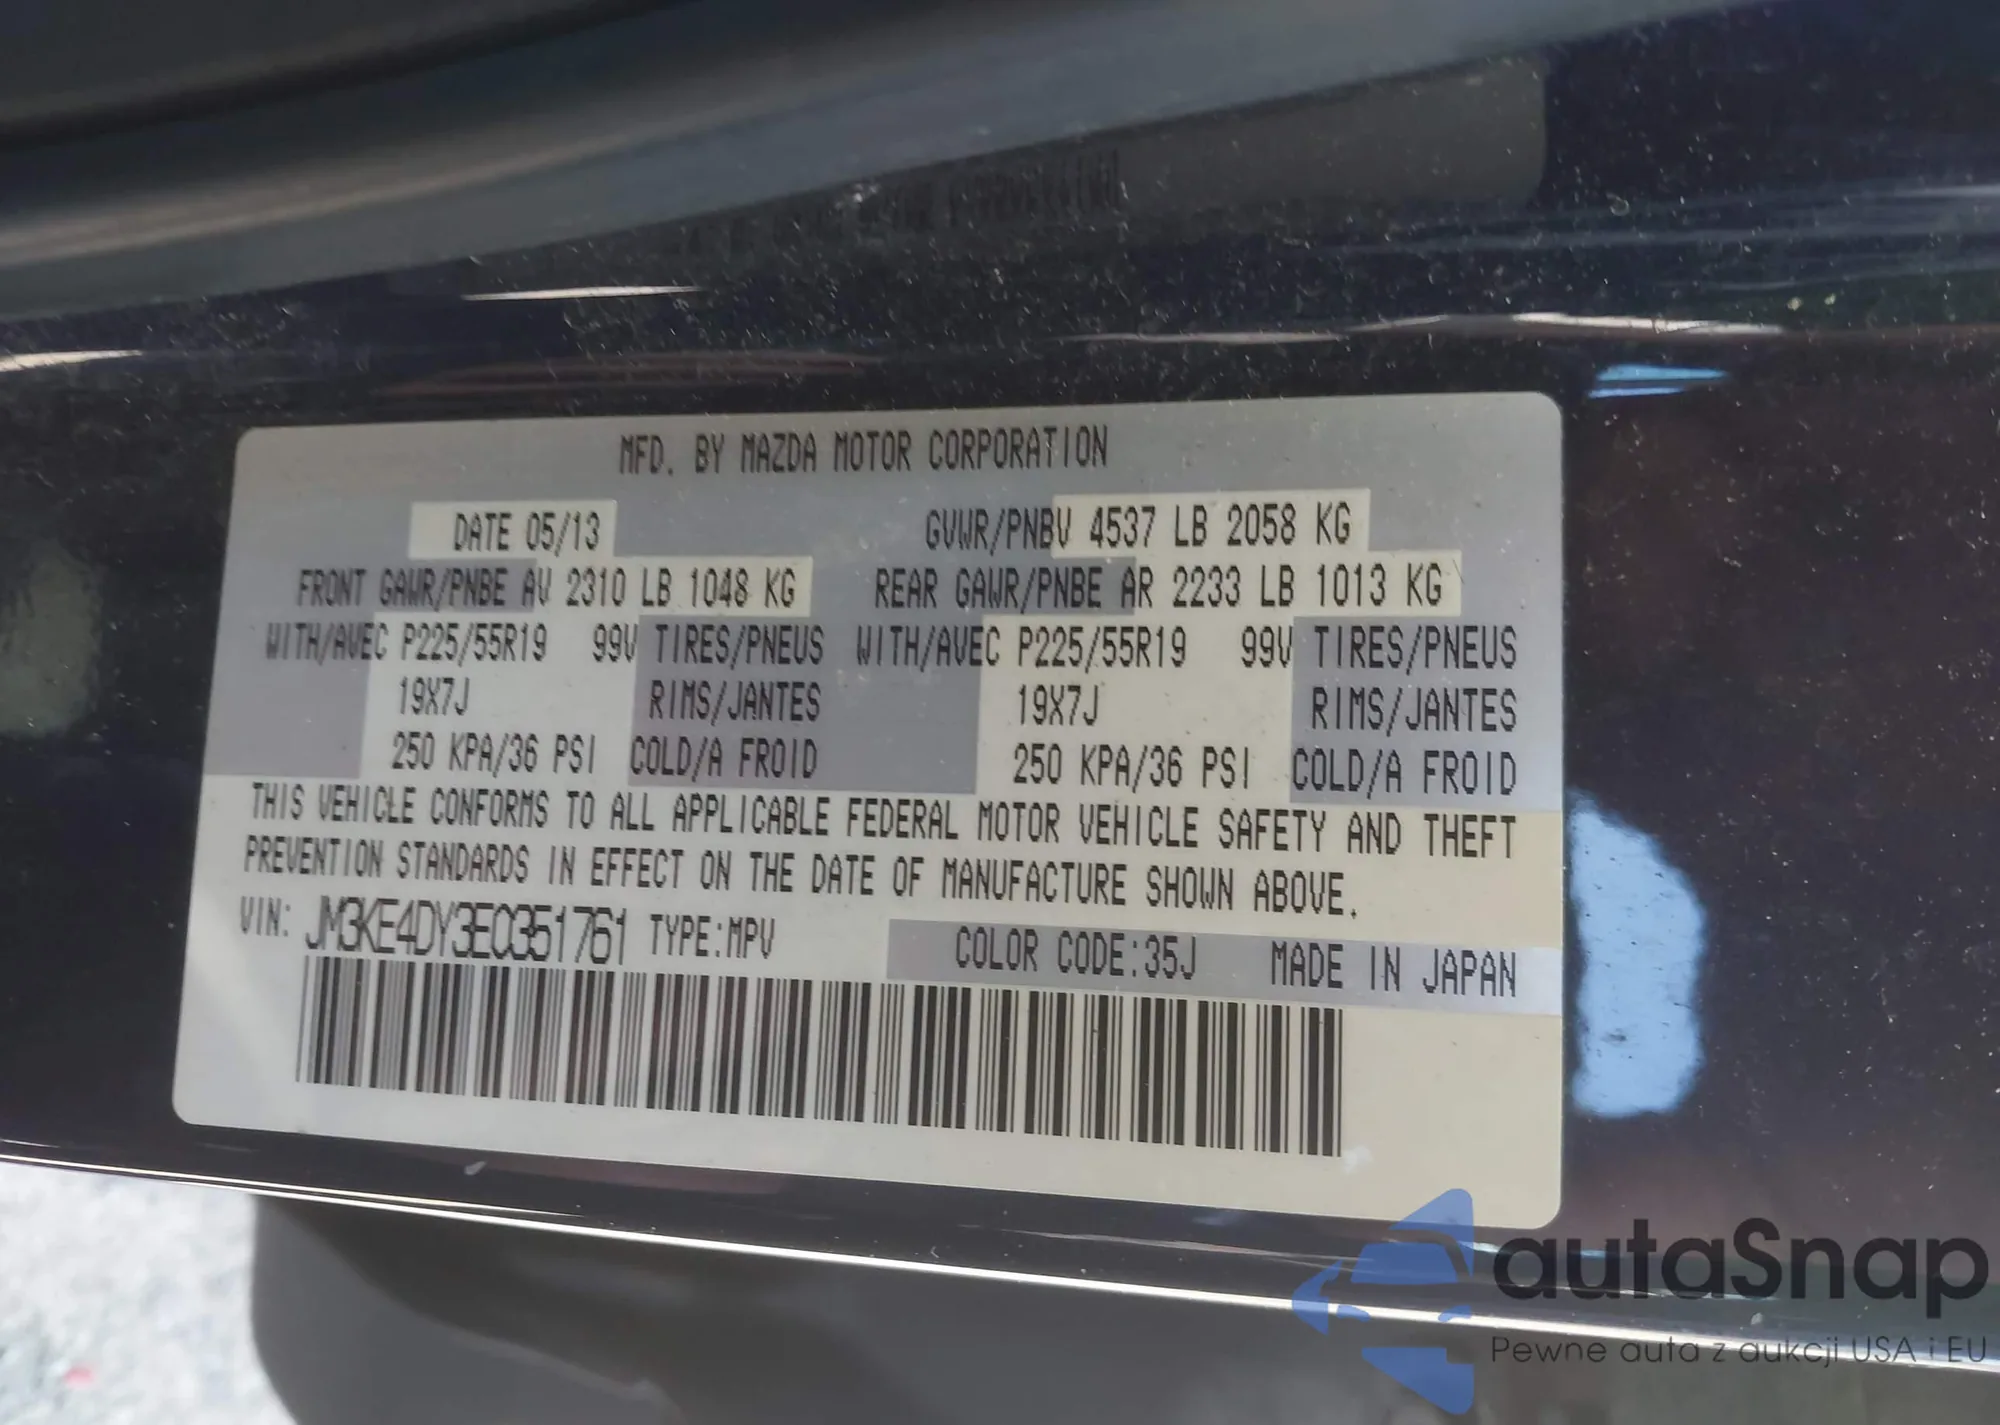 MFD. BY MAZDA MOTOR CORPORATION
DATE 05/13 GVWR/PNBV 4537 LB 2058 KG
FRONT GAWR/PNBE AV 2310 LB 1048 KG REAR GAWR/PNBE AR 2233 LB 1013 KG
WITH/AVEC P225/55R19 99V TIRES/PNEUS WITH/AVEC P225/55R19 99V TIRES/PNEUS
19X7J RIMS/JANTES 19X7J RIMS/JANTES
250 KPA/36 PSI COLD/A FROID 250 KPA/36 PSI COLD/A FROID
THIS VEHICLE CONFORMS TO ALL APPLICABLE FEDERAL MOTOR VEHICLE SAFETY AND THEFT
PREVENTION STANDARDS IN EFFECT ON THE DATE OF MANUFACTURE SHOWN ABOVE.
VIN: JM3KE4DY3E0351761 TYPE:MPV COLOR CODE:35J MADE IN JAPAN
autaSnap
Pewne auta z aukcji USA i EU